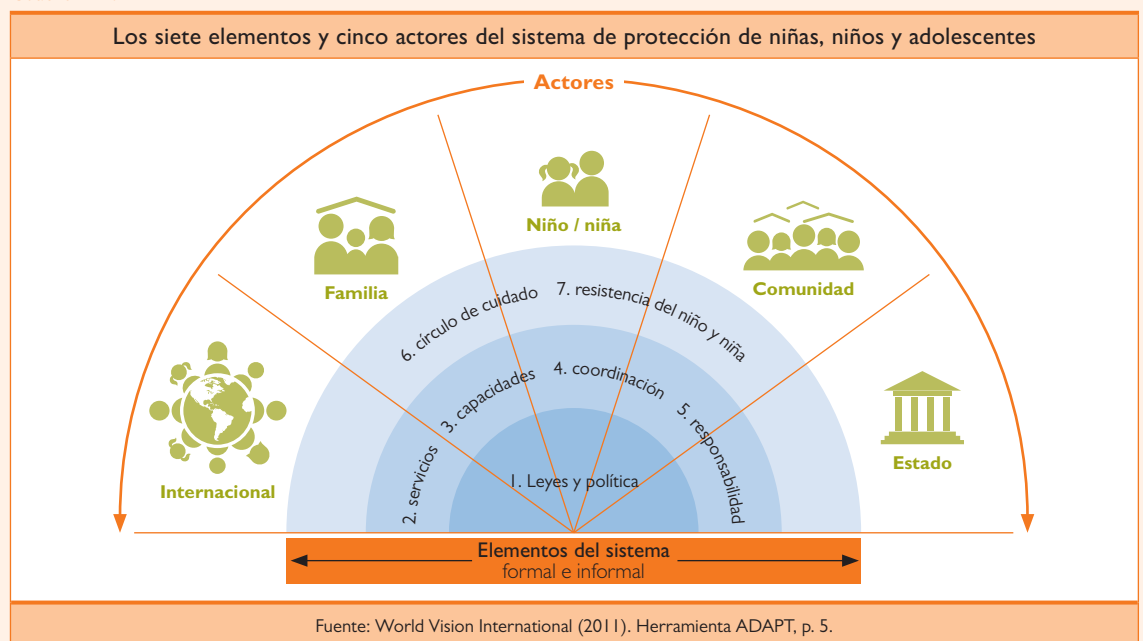 Los siete elementos y cinco actores del sistema de protección de niñas, niños y adolescentes
Actores
Niño / niña
Familia
Comunidad
Internacional
Estado
6. círculo de cuidado
7. resistencia del niño y niña
3. capacidades
4. coordinación
2. servicios
5. responsabilidad
1. Leyes y política
Elementos del sistema
formal e informal
Fuente: World Vision International (2011). Herramienta ADAPT, p. 5.